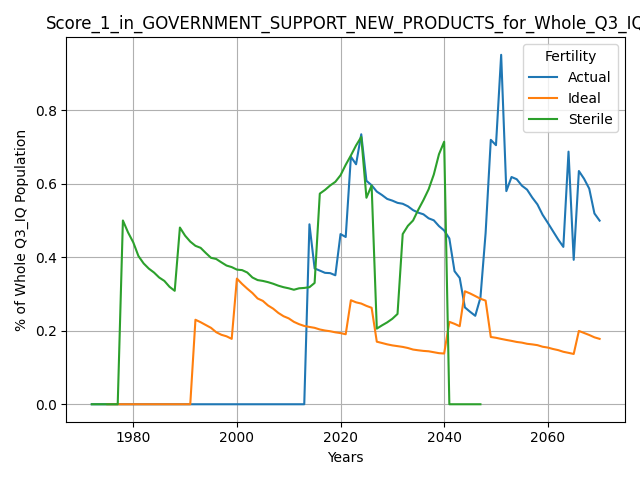 Score_1_in_GOVERNMENT_SUPPORT_NEW_PRODUCTS_for_Whole_Q3_IQ
Fertility
Actual
Ideal
Sterile
% of Whole Q3_IQ Population
0.8
0.6
0.4
0.2
0.0
1980 2000 2020 2040 2060
Years